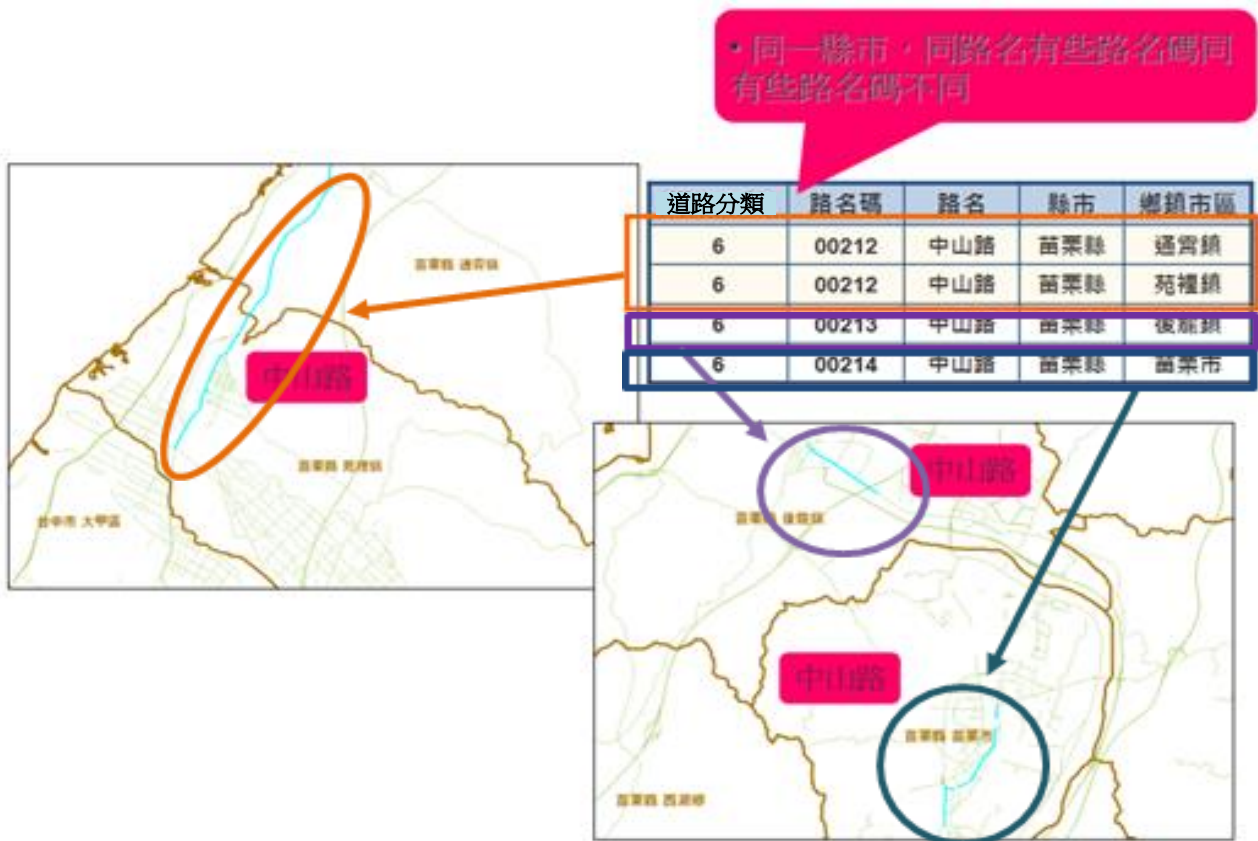 • 同一縣市，同路名有些路名碼同
有些路名碼不同
道路分類 路名碼 路名 縣市 鄉鎮市區
6 00212 中山路 苗栗縣 通霄鎮
6 00212 中山路 苗栗縣 苑裡鎮
6 00213 中山路 苗栗縣 後龍鎮
6 00214 中山路 苗栗縣 苗栗市
苗栗縣 通霄鎮
中山路
苗栗縣 苑裡鎮
台中市 大甲區
中山路
苗栗縣 後龍鎮
中山路
苗栗縣 苗栗市
苗栗縣 西湖鄉